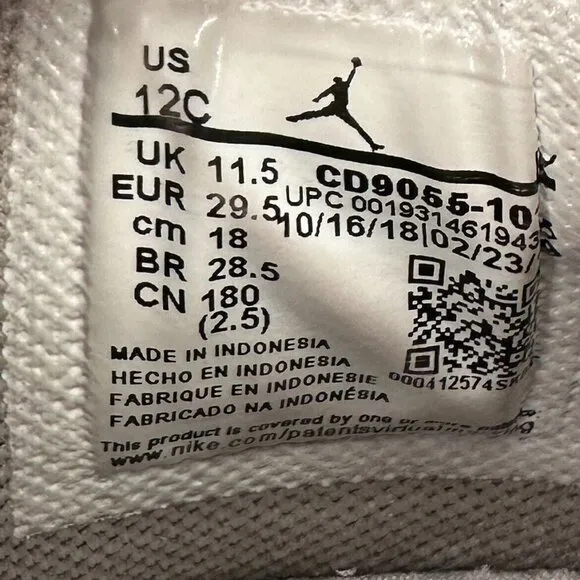 US
12C
UK 11.5
EUR 29.5
cm 18
BR 28.5
CN 180
(2.5)
CD9055-10
UPC 001931461943
10/16/18|02/23/
000412574
MADE IN INDONESIA
HECHO EN INDONESIA
FABRIQUE EN INDONESIE
FABRICADO NA INDONÉSIA
This product is covered by one or
www.nike.com/patents